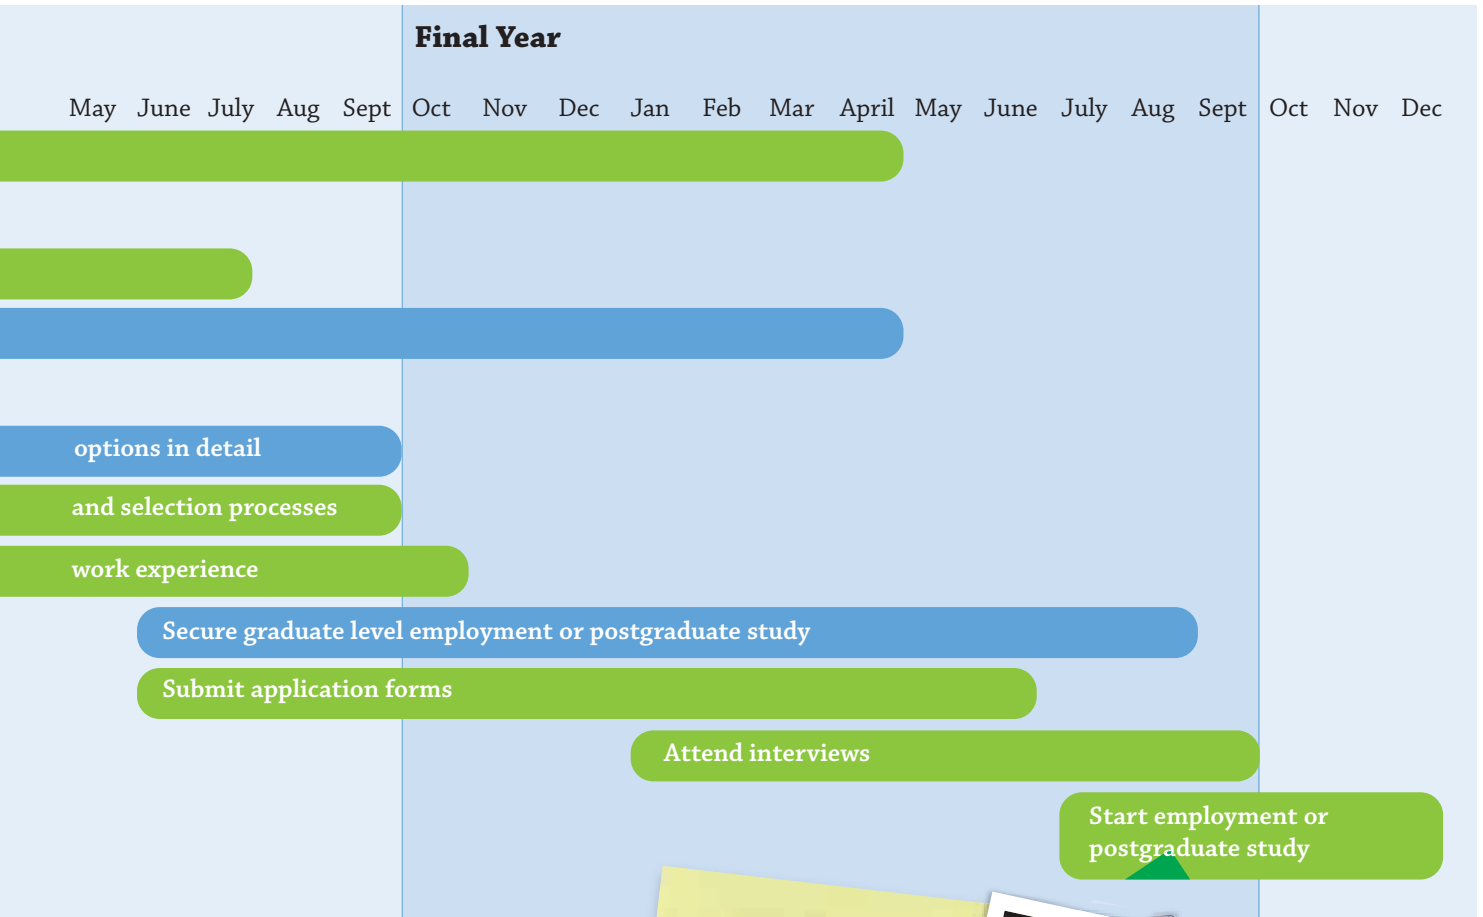 Final Year
May June July Aug Sept Oct Nov Dec Jan Feb Mar April May June July Aug Sept Oct Nov Dec
options in detail
and selection processes
work experience
Secure graduate level employment or postgraduate study
Submit application forms
Attend interviews
Start employment or
postgraduate study